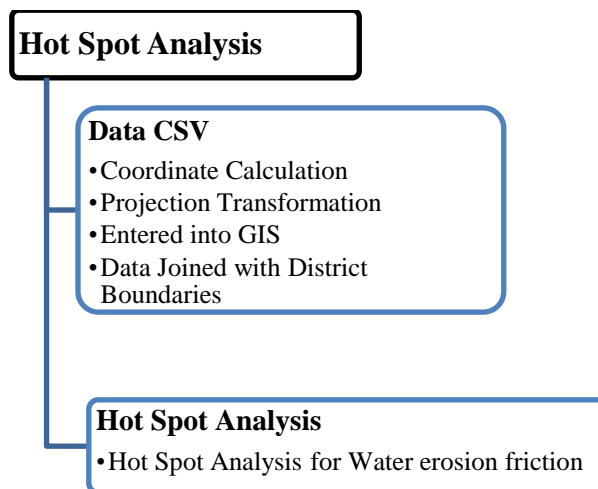 Hot Spot Analysis
Data CSV
•Coordinate Calculation
•Projection Transformation
•Entered into GIS
•Data Joined with District
Boundaries
Hot Spot Analysis
•Hot Spot Analysis for Water erosion friction